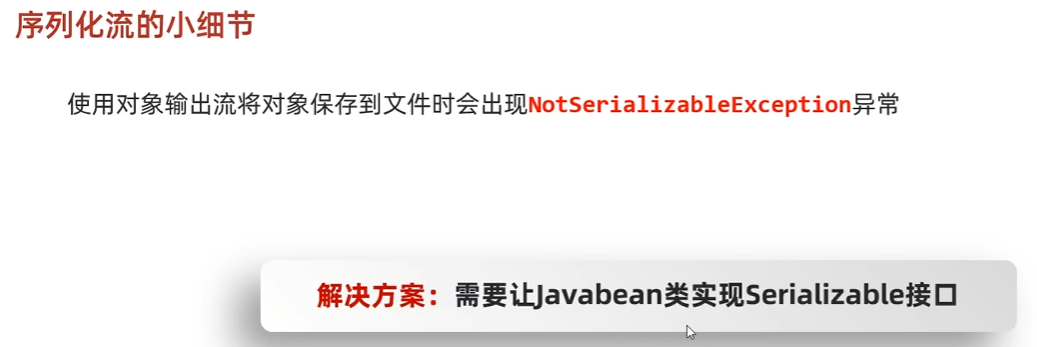 序列化流的小细节
使用对象输出流将对象保存到文件时会出现NotSerializableException异常
解决方案：需要让Javabean类实现Serializable接口